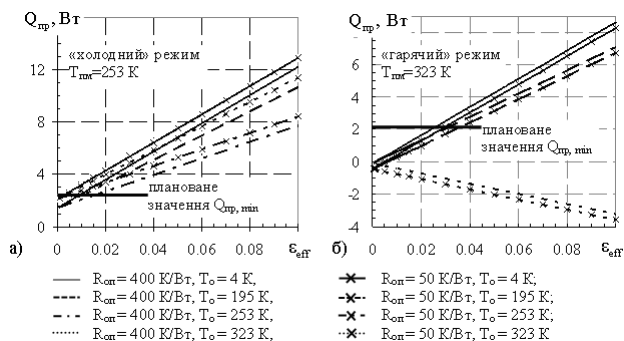 Qпр, Вт
«холодний» режим
Tпм=253 К
12
8
4
0
плановане
значення Qпр, min
0
0.02
0.04
0.06
0.08
εeff
а)
Qпр, Вт
«гарячий» режим
Tпм=323 К
8
6
4
2
0
-2
-4
плановане
значення Qпр, min
0
0.02
0.04
0.06
0.08
εeff
б)
Rоп= 400 К/Вт, Tо= 4 К,
Rоп= 400 К/Вт, Tо= 195 К,
Rоп= 400 К/Вт, Tо= 253 К,
Rоп= 400 К/Вт, Tо= 323 К,
Rоп= 50 К/Вт, Tо= 4 К;
Rоп= 50 К/Вт, Tо= 195 К;
Rоп= 50 К/Вт, Tо= 253 К;
Rоп= 50 К/Вт, Tо= 323 К